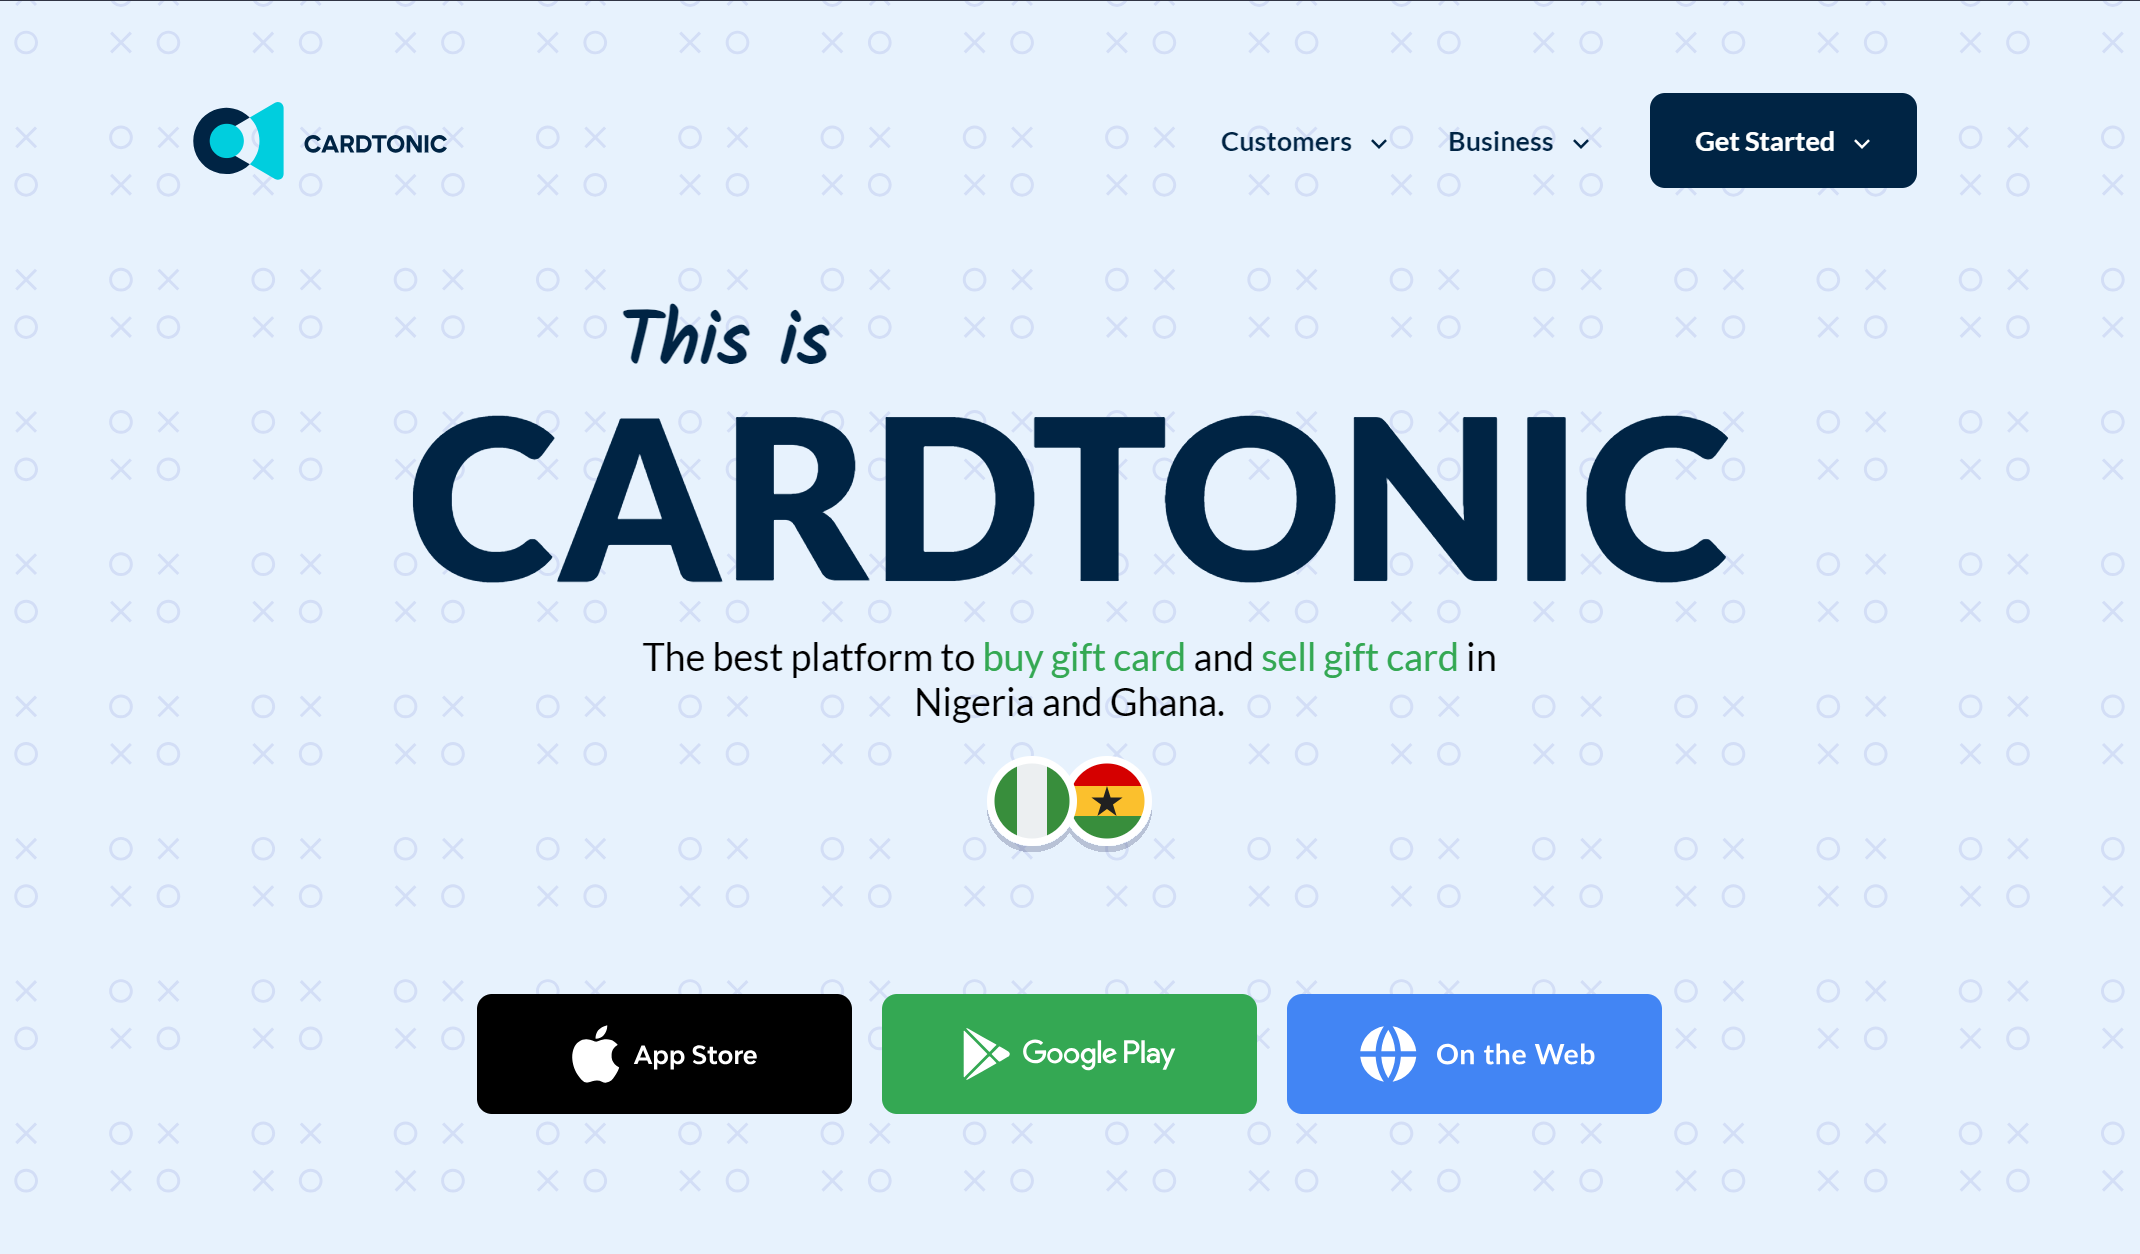 CARDTONIC
Customers
Business
Get Started
This is
CARDTONIC
The best platform to buy gift card and sell gift card in
Nigeria and Ghana.
App Store
Google Play
On the Web